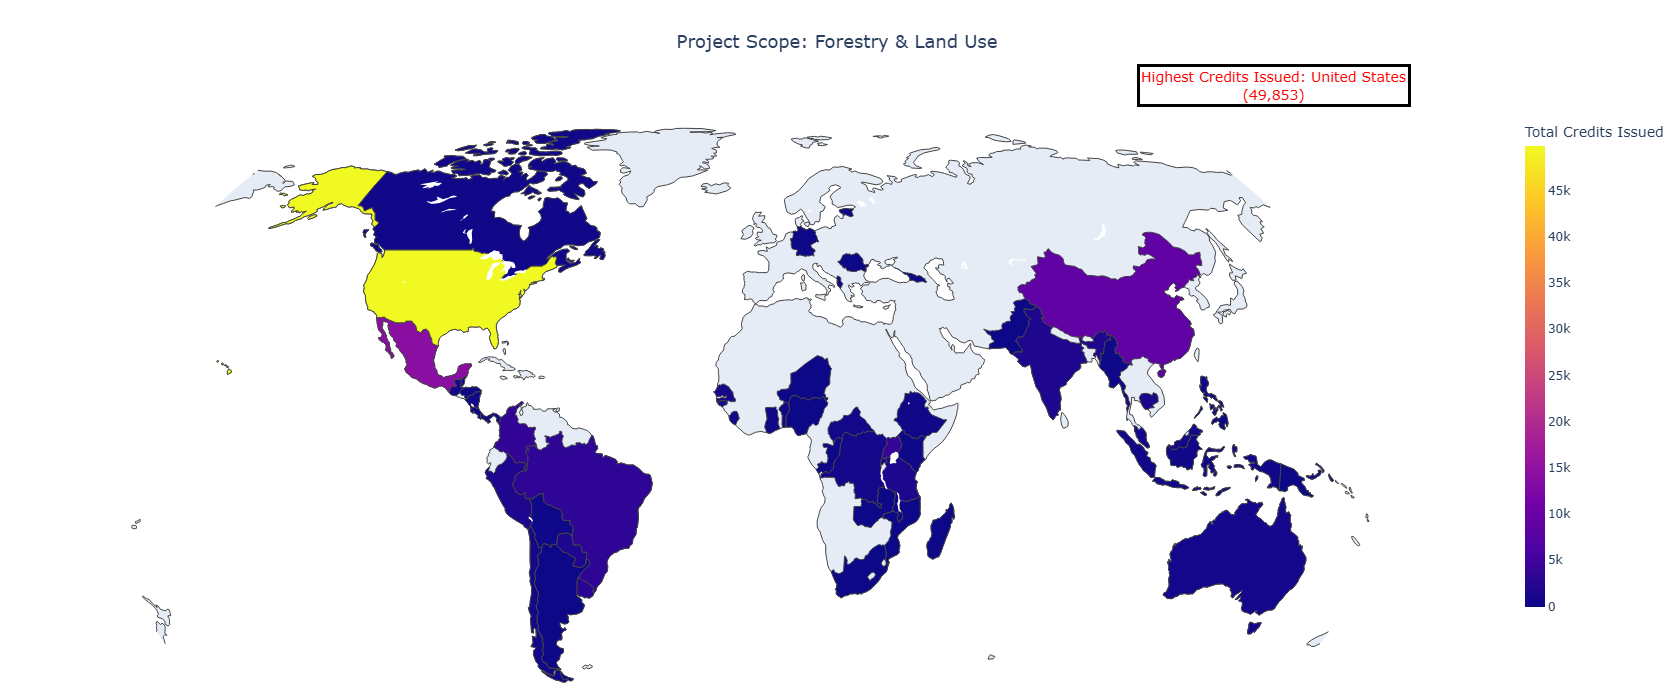 Project Scope: Forestry & Land Use
Highest Credits Issued: United States
(49,853)
Total Credits Issued
45k
40k
35k
30k
25k
20k
15k
10k
5k
0